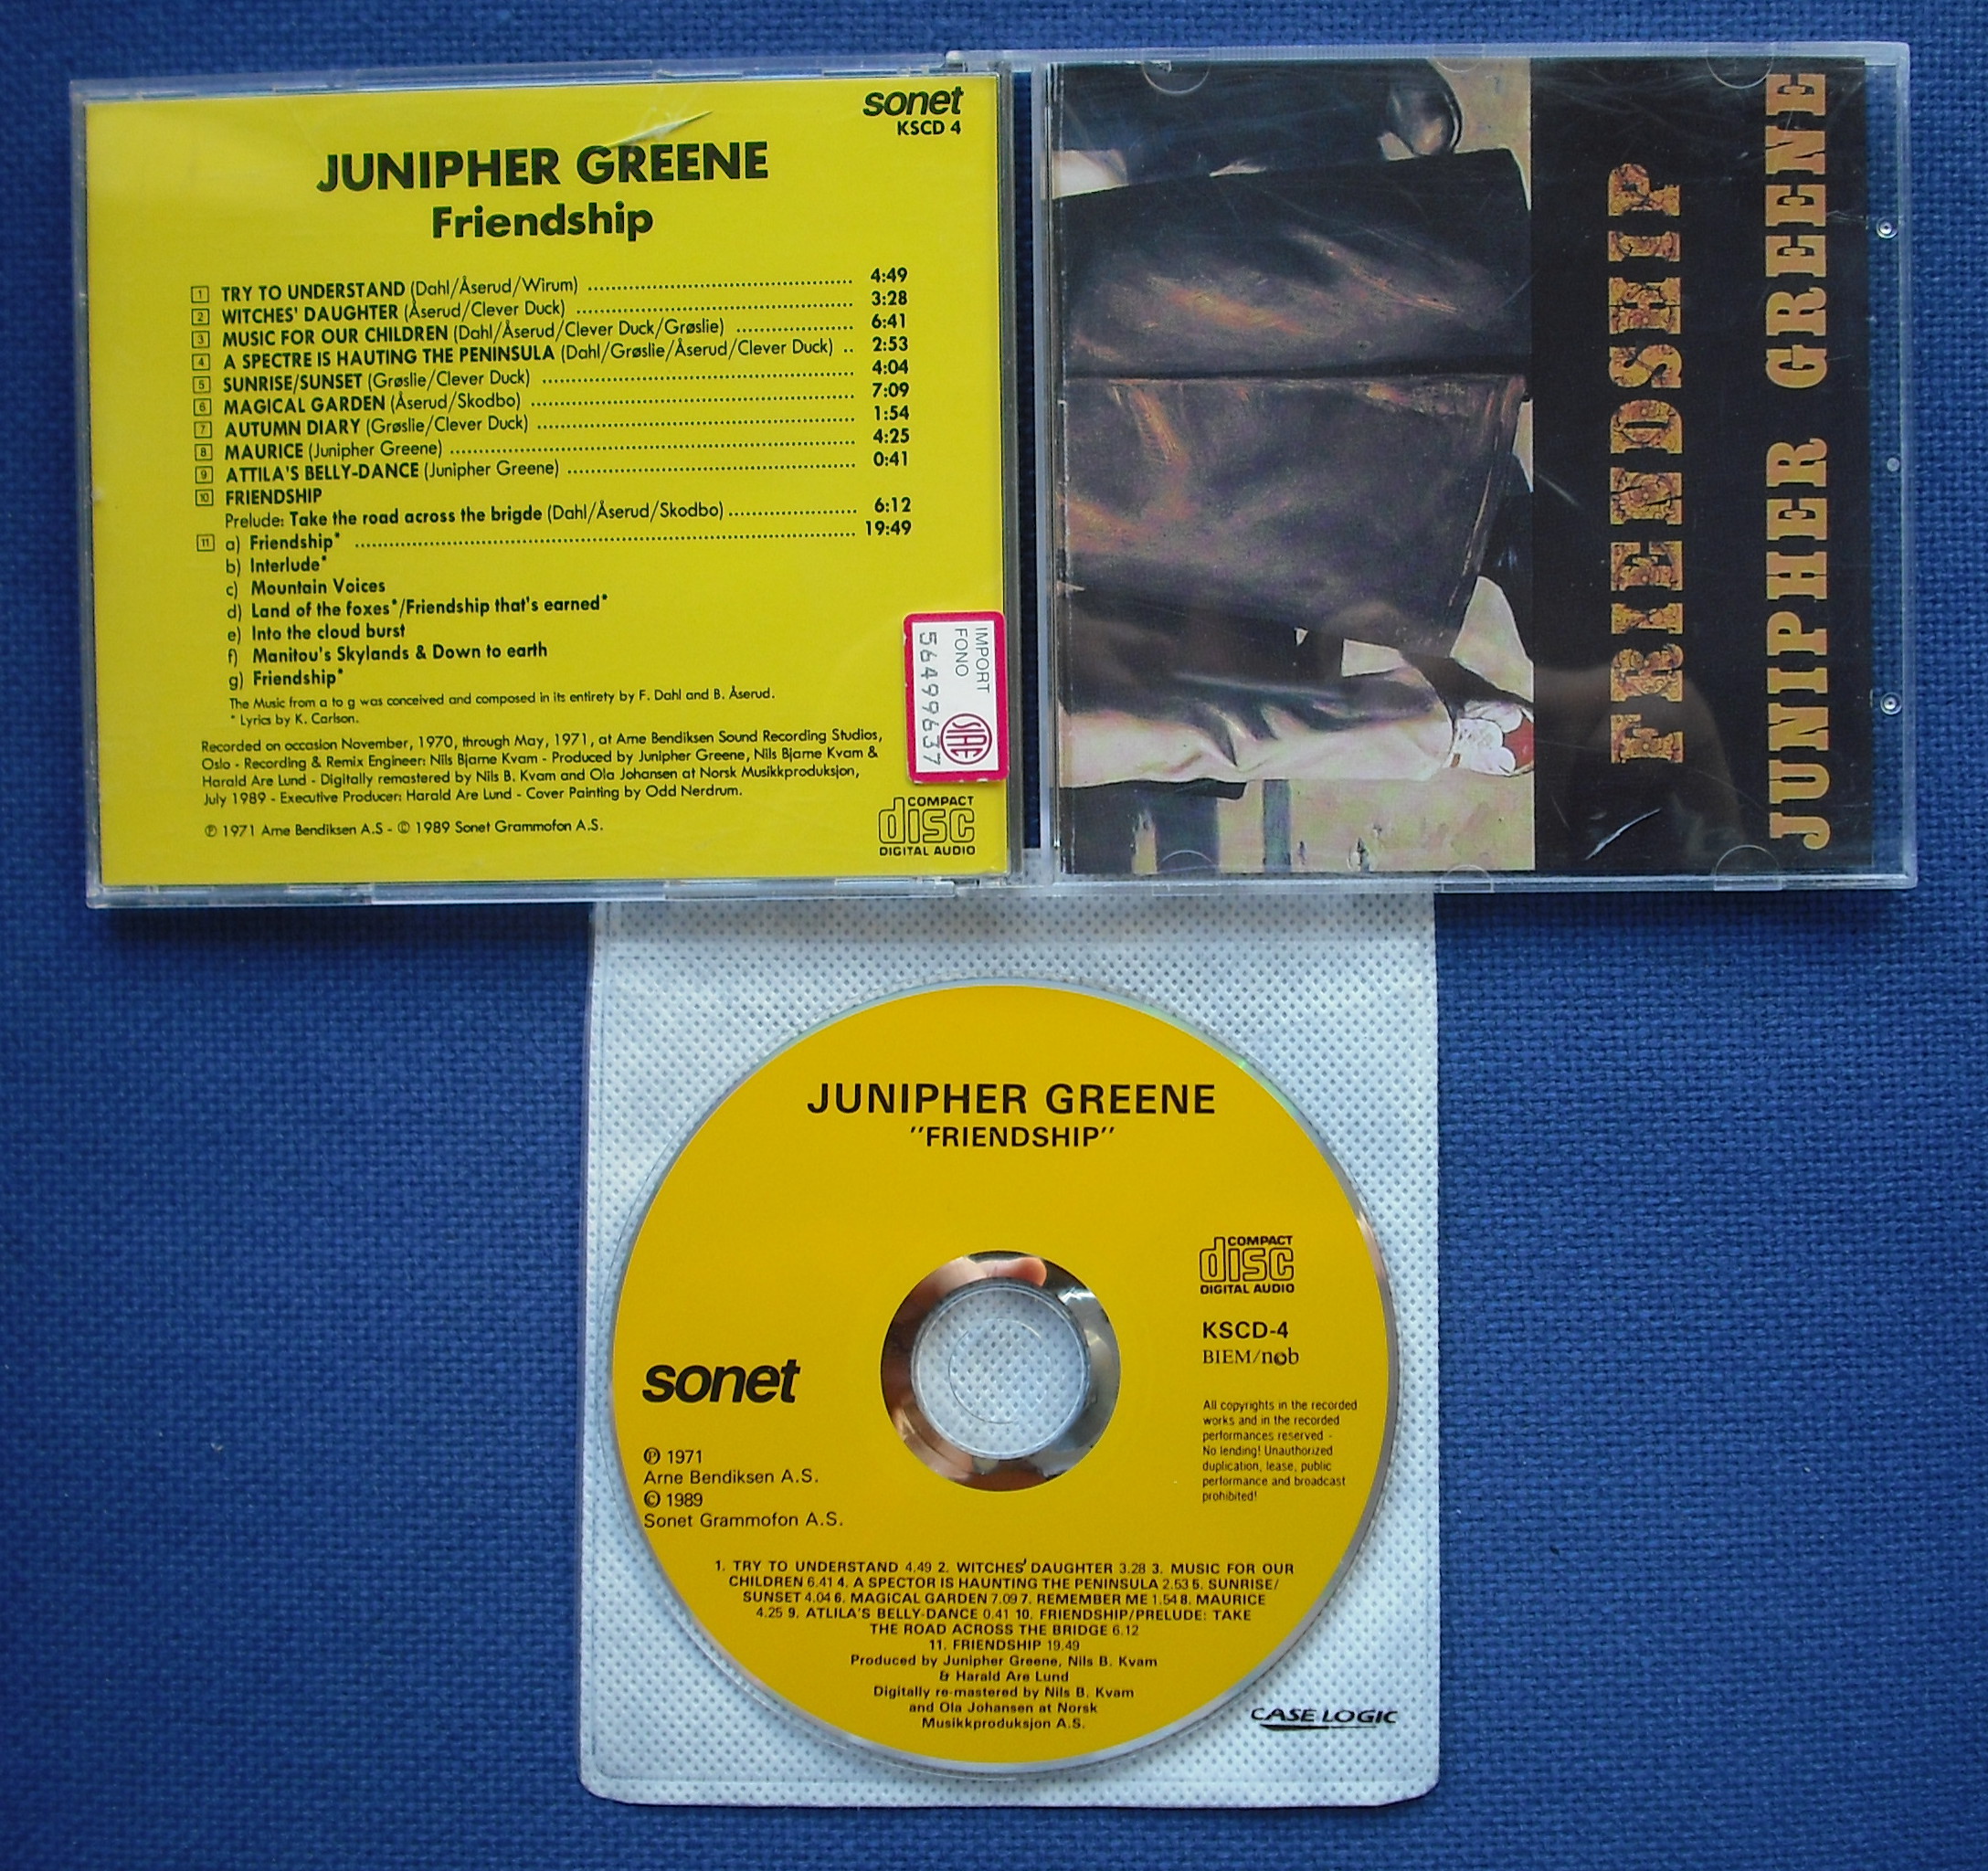 sonet
KSCD 4
JUNIPHER GREENE
Friendship
1 TRY TO UNDERSTAND (Dahl/Åserud/Wirum) 4:49
2 WITCHES' DAUGHTER (Åserud/Clever Duck) 3:28
3 MUSIC FOR OUR CHILDREN (Dahl/Åserud/Clever Duck/Grøslie) 6:41
4 A SPECTRE IS HAUTING THE PENINSULA (Dahl/Grøslie/Åserud/Clever Duck) 2:53
5 SUNRISE/SUNSET (Grøslie/Clever Duck) 4:04
6 MAGICAL GARDEN (Åserud/Skodbo) 7:09
7 AUTUMN DIARY (Grøslie/Clever Duck) 1:54
8 MAURICE (Junipher Greene) 4:25
9 ATTILA'S BELLY-DANCE (Junipher Greene) 0:41
10 FRIENDSHIP
Prelude: Take the road across the brigde (Dahl/Åserud/Skodbo) 6:12
11 a) Friendship* 19:49
b) Interlude*
c) Mountain Voices
d) Land of the foxes*/Friendship that's earned*
e) Into the cloud burst
f) Manitou's Skylands & Down to earth
g) Friendship*
The Music from a to g was conceived and composed in its entirety by F. Dahl and B. Åserud.
* Lyrics by K. Carlson.
Recorded on occasion November, 1970, through May, 1971, at Arne Bendiksen Sound Recording Studios,
Oslo - Recording & Remix Engineer: Nils Bjarne Kvam - Produced by Junipher Greene, Nils Bjarne Kvam &
Harald Are Lund - Digitally remastered by Nils B. Kvam and Ola Johansen at Norsk Musikkproduksjon,
July 1989 - Executive Producer: Harald Are Lund - Cover Painting by Odd Nerdrum.
℗ 1971 Arne Bendiksen A.S - © 1989 Sonet Grammofon A.S.
IMPORT
FONO
SIAE
564999637
COMPACT
disc
DIGITAL AUDIO
FRIENDSHIP
JUNIPHER GREENE
JUNIPHER GREENE
"FRIENDSHIP"
COMPACT
disc
DIGITAL AUDIO
KSCD-4
BIEM/ncb
sonet
℗ 1971
Arne Bendiksen A.S.
© 1989
Sonet Grammofon A.S.
All copyrights in the recorded
works and in the recorded
performances reserved -
No lending! Unauthorized
duplication, lease, public
performance and broadcast
prohibited!
1. TRY TO UNDERSTAND 4.49 2. WITCHES' DAUGHTER 3.28 3. MUSIC FOR OUR
CHILDREN 6.41 4. A SPECTOR IS HAUNTING THE PENINSULA 2.53 5. SUNRISE/
SUNSET 4.04 6. MAGICAL GARDEN 7.09 7. REMEMBER ME 1.54 8. MAURICE
4.25 9. ATLILA'S BELLY-DANCE 0.41 10. FRIENDSHIP/PRELUDE: TAKE
THE ROAD ACROSS THE BRIDGE 6.12
11. FRIENDSHIP 19.49
Produced by Junipher Greene, Nils B. Kvam
& Harald Are Lund
Digitally re-mastered by Nils B. Kvam
and Ola Johansen at Norsk
Musikkproduksjon A.S.
CASE LOGIC